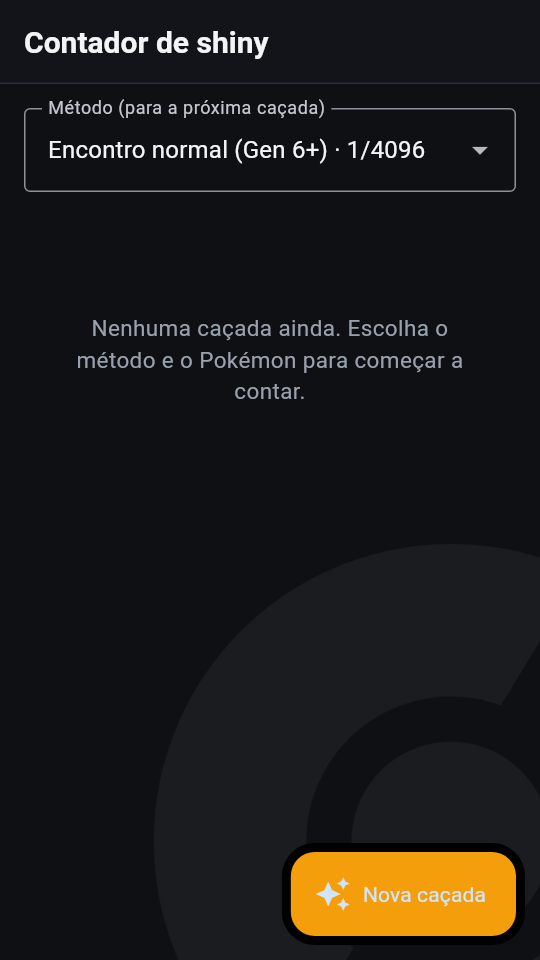 Contador de shiny
Método (para a próxima caçada)
Encontro normal (Gen 6+) · 1/4096
Nenhuma caçada ainda. Escolha o
método e o Pokémon para começar a
contar.
Nova caçada